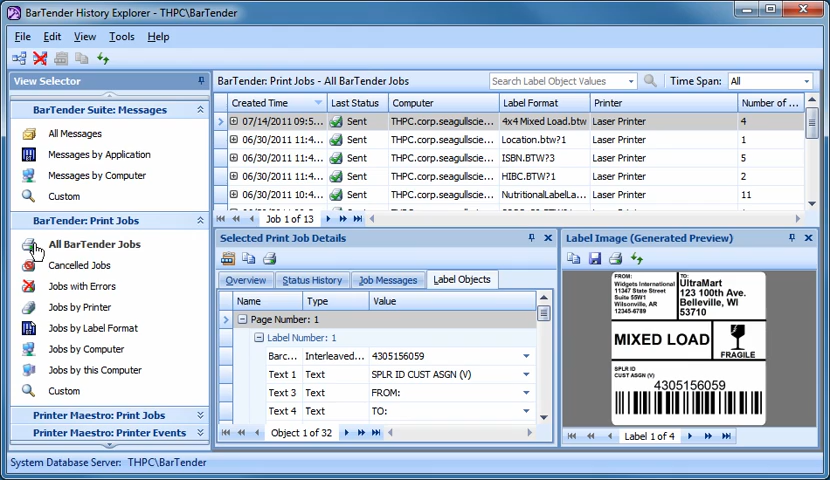 BarTender History Explorer - THPC\BarTender
File Edit View Tools Help
View Selector
BarTender Suite: Messages
All Messages
Messages by Application
Messages by Computer
Custom
BarTender: Print Jobs
All BarTender Jobs
Cancelled Jobs
Jobs with Errors
Jobs by Printer
Jobs by Label Format
Jobs by Computer
Jobs by this Computer
Custom
Printer Maestro: Print Jobs
Printer Maestro: Printer Events
BarTender: Print Jobs - All BarTender Jobs
Search Label Object Values
Time Span: All
Created Time Last Status Computer Label Format Printer Number of ...
07/14/2011 09:5... Sent THPC.corp.seagullscie... 4x4 Mixed Load.btw Laser Printer 4
06/30/2011 11:4... Sent THPC.corp.seagullscie... Location.btw?1 Laser Printer 1
06/30/2011 11:4... Sent THPC.corp.seagullscie... ISBN.BTW?3 Laser Printer 5
06/30/2011 11:4... Sent THPC.corp.seagullscie... HIBC.BTW?1 Laser Printer 2
06/30/2011 10:4... Sent THPC.corp.seagullscie... NutritionalLabelLa... Laser Printer 11
Job 1 of 13
Selected Print Job Details
Overview Status History Job Messages Label Objects
Name Type Value
Page Number: 1
Label Number: 1
Barc... Interleaved... 4305156059
Text 1 Text SPLR ID CUST ASGN (V)
Text 3 Text FROM:
Text 4 Text TO:
Object 1 of 32
Label Image (Generated Preview)
FROM:
Widgets International
11347 State Street
Suite 55W1
Wilsonville, AR
12345-6789
TO:
UltraMart
123 100th Ave.
Belleville, WI
53710
MIXED LOAD
FRAGILE
SPLR ID
CUST ASGN (V)
4305156059
Label 1 of 4
System Database Server: THPC\BarTender